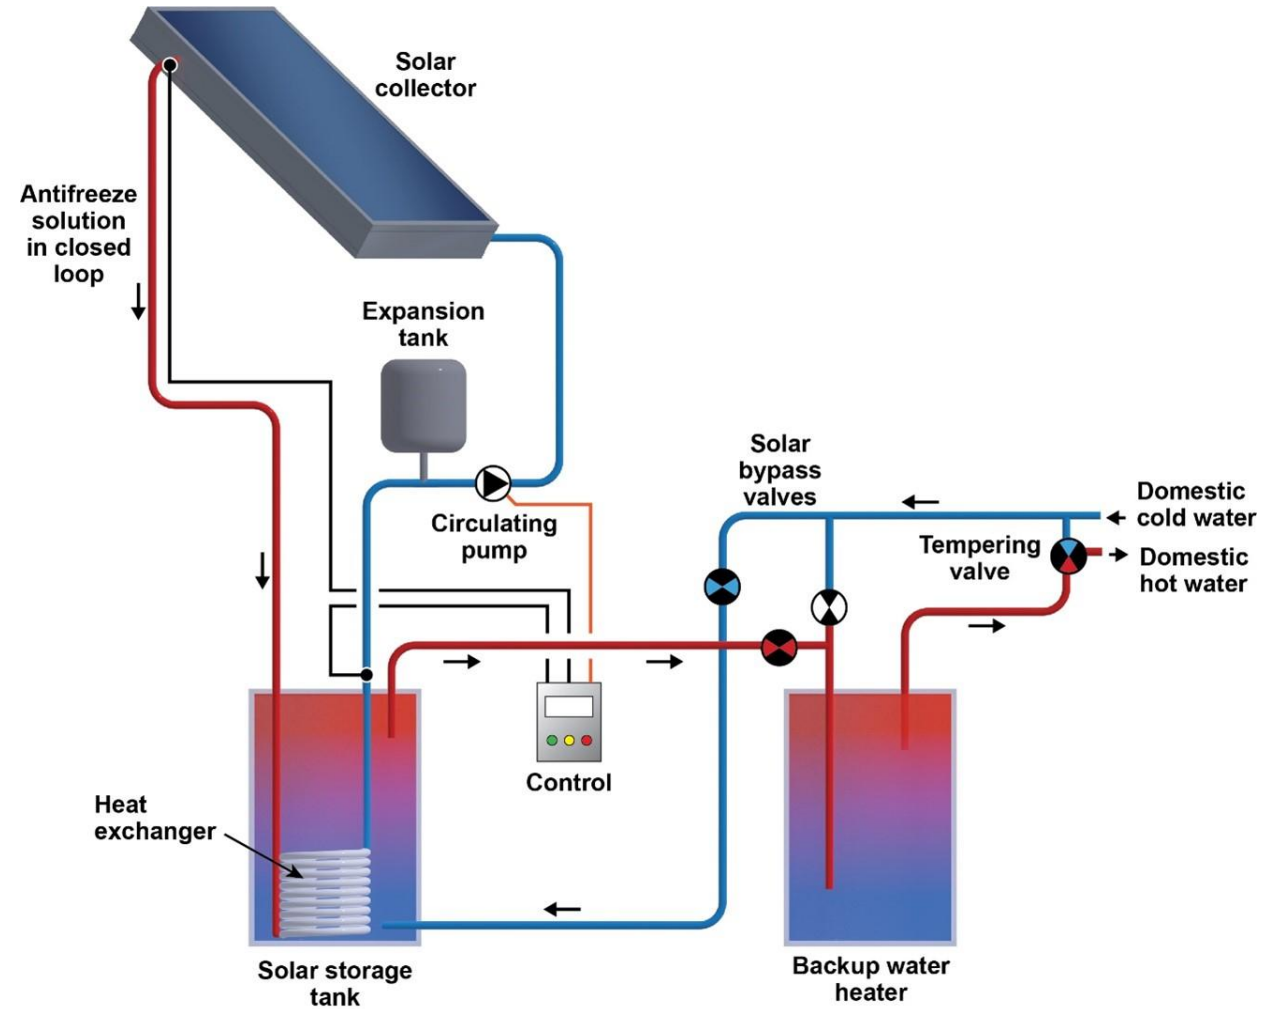 Solar
collector
Antifreeze
solution
in closed
loop
Expansion
tank
Circulating
pump
Solar
bypass
valves
Domestic
cold water
Tempering
valve
Domestic
hot water
Control
Heat
exchanger
Solar storage
tank
Backup water
heater